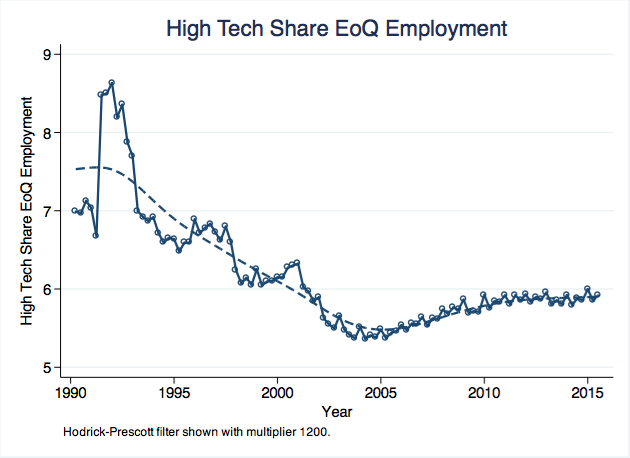 High Tech Share EoQ Employment
High Tech Share EoQ Employment
9
8
7
6
5
1990 1995 2000 2005 2010 2015
Year
Hodrick-Prescott filter shown with multiplier 1200.